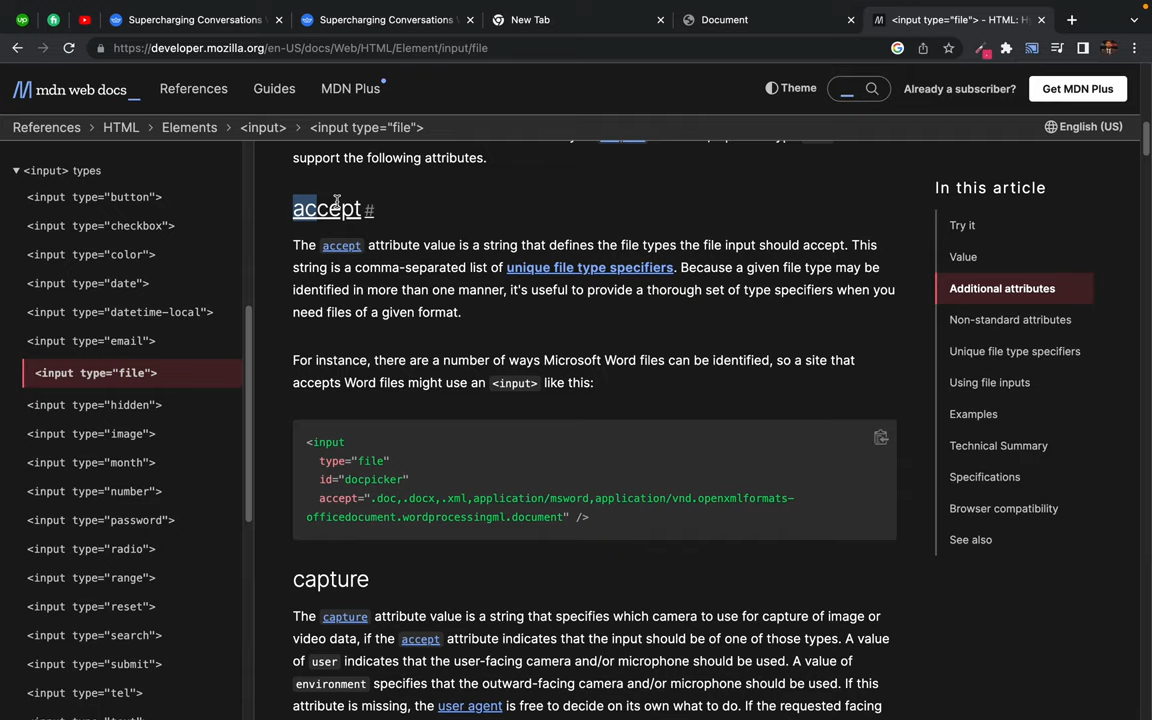 Supercharging Conversations
Supercharging Conversations
New Tab
Document
<input type="file"> - HTML: H
https://developer.mozilla.org/en-US/docs/Web/HTML/Element/input/file
mdn web docs_
References
Guides
MDN Plus
Theme
Already a subscriber?
Get MDN Plus
References
HTML
Elements
<input>
<input type="file">
English (US)
<input> types
<input type="button">
<input type="checkbox">
<input type="color">
<input type="date">
<input type="datetime-local">
<input type="email">
<input type="file">
<input type="hidden">
<input type="image">
<input type="month">
<input type="number">
<input type="password">
<input type="radio">
<input type="range">
<input type="reset">
<input type="search">
<input type="submit">
<input type="tel">
support the following attributes.
accept #
The accept attribute value is a string that defines the file types the file input should accept. This
string is a comma-separated list of unique file type specifiers. Because a given file type may be
identified in more than one manner, it's useful to provide a thorough set of type specifiers when you
need files of a given format.
For instance, there are a number of ways Microsoft Word files can be identified, so a site that
accepts Word files might use an <input> like this:
<input
type="file"
id="docpicker"
accept=".doc,.docx,.xml,application/msword,application/vnd.openxmlformats-
officedocument.wordprocessingml.document" />
capture
The capture attribute value is a string that specifies which camera to use for capture of image or
video data, if the accept attribute indicates that the input should be of one of those types. A value
of user indicates that the user-facing camera and/or microphone should be used. A value of
environment specifies that the outward-facing camera and/or microphone should be used. If this
attribute is missing, the user agent is free to decide on its own what to do. If the requested facing
In this article
Try it
Value
Additional attributes
Non-standard attributes
Unique file type specifiers
Using file inputs
Examples
Technical Summary
Specifications
Browser compatibility
See also